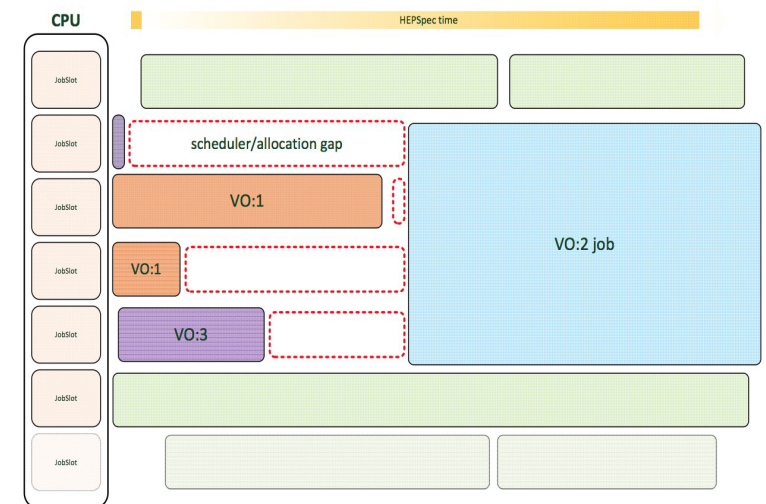 CPU
HEPSpec time
JobSlot
JobSlot
scheduler/allocation gap
JobSlot
VO:1
VO:2 job
JobSlot
VO:1
JobSlot
VO:3
JobSlot
JobSlot